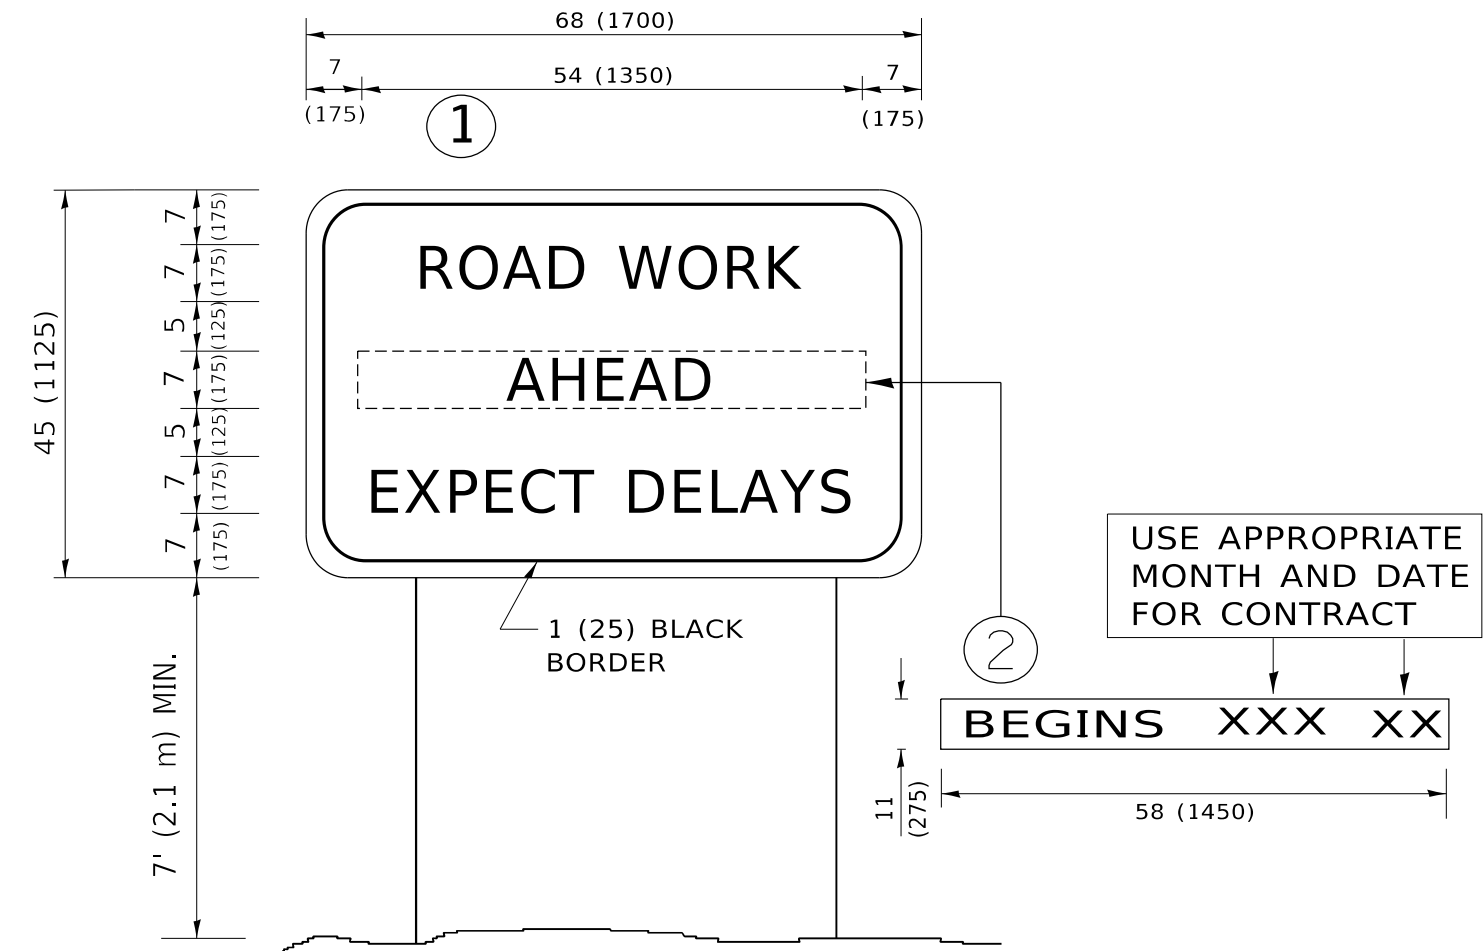 68 (1700)
7
54 (1350)
7
(175)
(175)
1
7
(175)
7
(175)
5
(125)
7
(175)
5
(125)
7
(175)
7
(175)
45 (1125)
ROAD WORK
AHEAD
EXPECT DELAYS
1 (25) BLACK
BORDER
7' (2.1 m) MIN.
2
USE APPROPRIATE
MONTH AND DATE
FOR CONTRACT
BEGINS XXX XX
11
(275)
58 (1450)